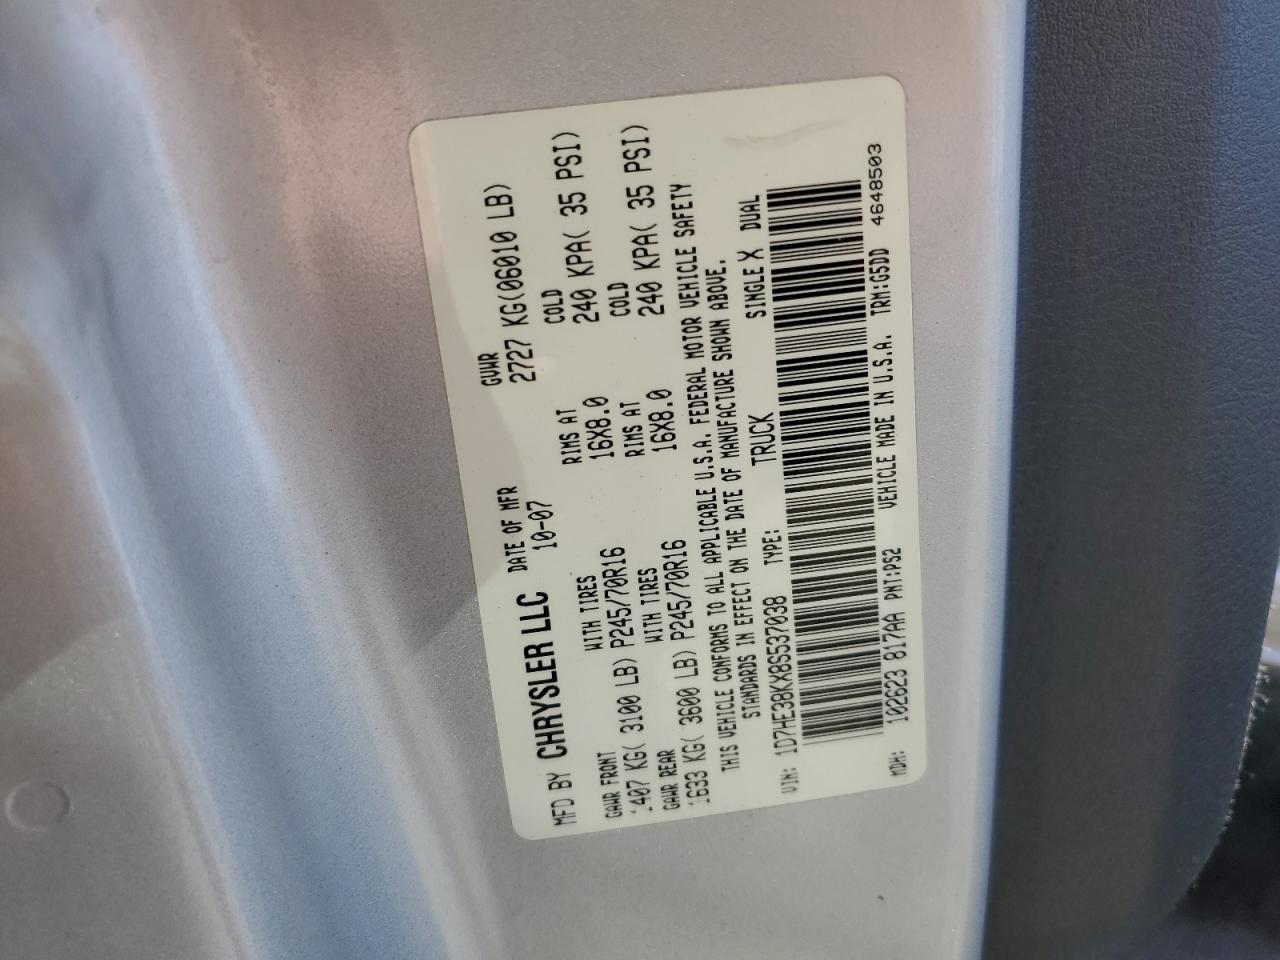 MFD BY CHRYSLER LLC DATE OF MFR 10-07 GVWR 2727 KG(06010 LB)
GAWR FRONT WITH TIRES RIMS AT COLD
1407 KG( 3100 LB) P245/70R16 16X8.0 240 KPA( 35 PSI)
GAWR REAR WITH TIRES RIMS AT COLD
1633 KG( 3600 LB) P245/70R16 16X8.0 240 KPA( 35 PSI)
THIS VEHICLE CONFORMS TO ALL APPLICABLE U.S.A. FEDERAL MOTOR VEHICLE SAFETY
STANDARDS IN EFFECT ON THE DATE OF MANUFACTURE SHOWN ABOVE.
VIN: 1D7HE38KX8S537038 TYPE: TRUCK SINGLE X DUAL
MDH: 102623 817AA PNT:PS2 VEHICLE MADE IN U.S.A. TRM:G5DD 4648503